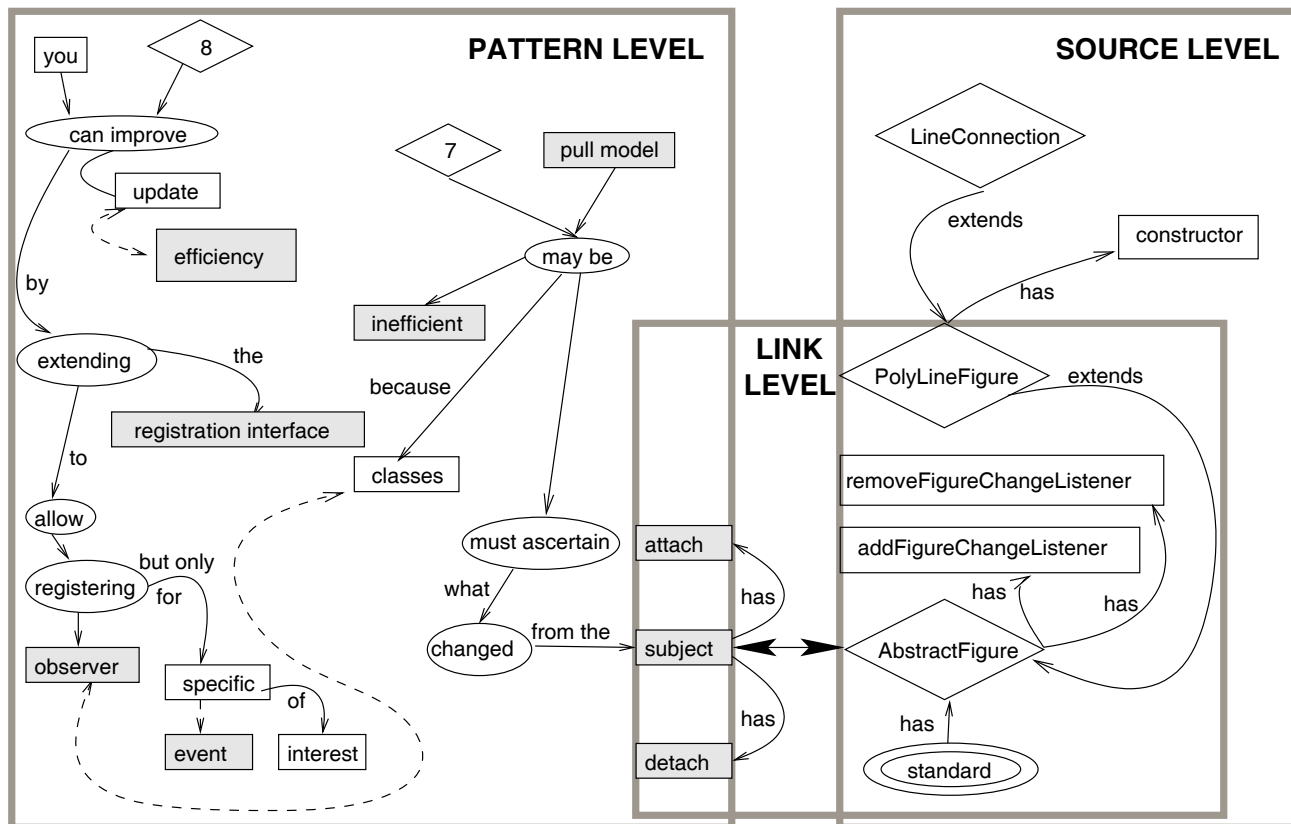 PATTERN LEVEL
SOURCE LEVEL
you
8
can improve
update
efficiency
by
extending
the
registration interface
to
allow
registering
but only
for
observer
specific
of
event
interest
7
pull model
may be
inefficient
because
classes
must ascertain
what
changed
from the
LINK
LEVEL
attach
has
subject
has
detach
LineConnection
extends
constructor
has
PolyLineFigure
extends
removeFigureChangeListener
addFigureChangeListener
has
has
AbstractFigure
has
standard